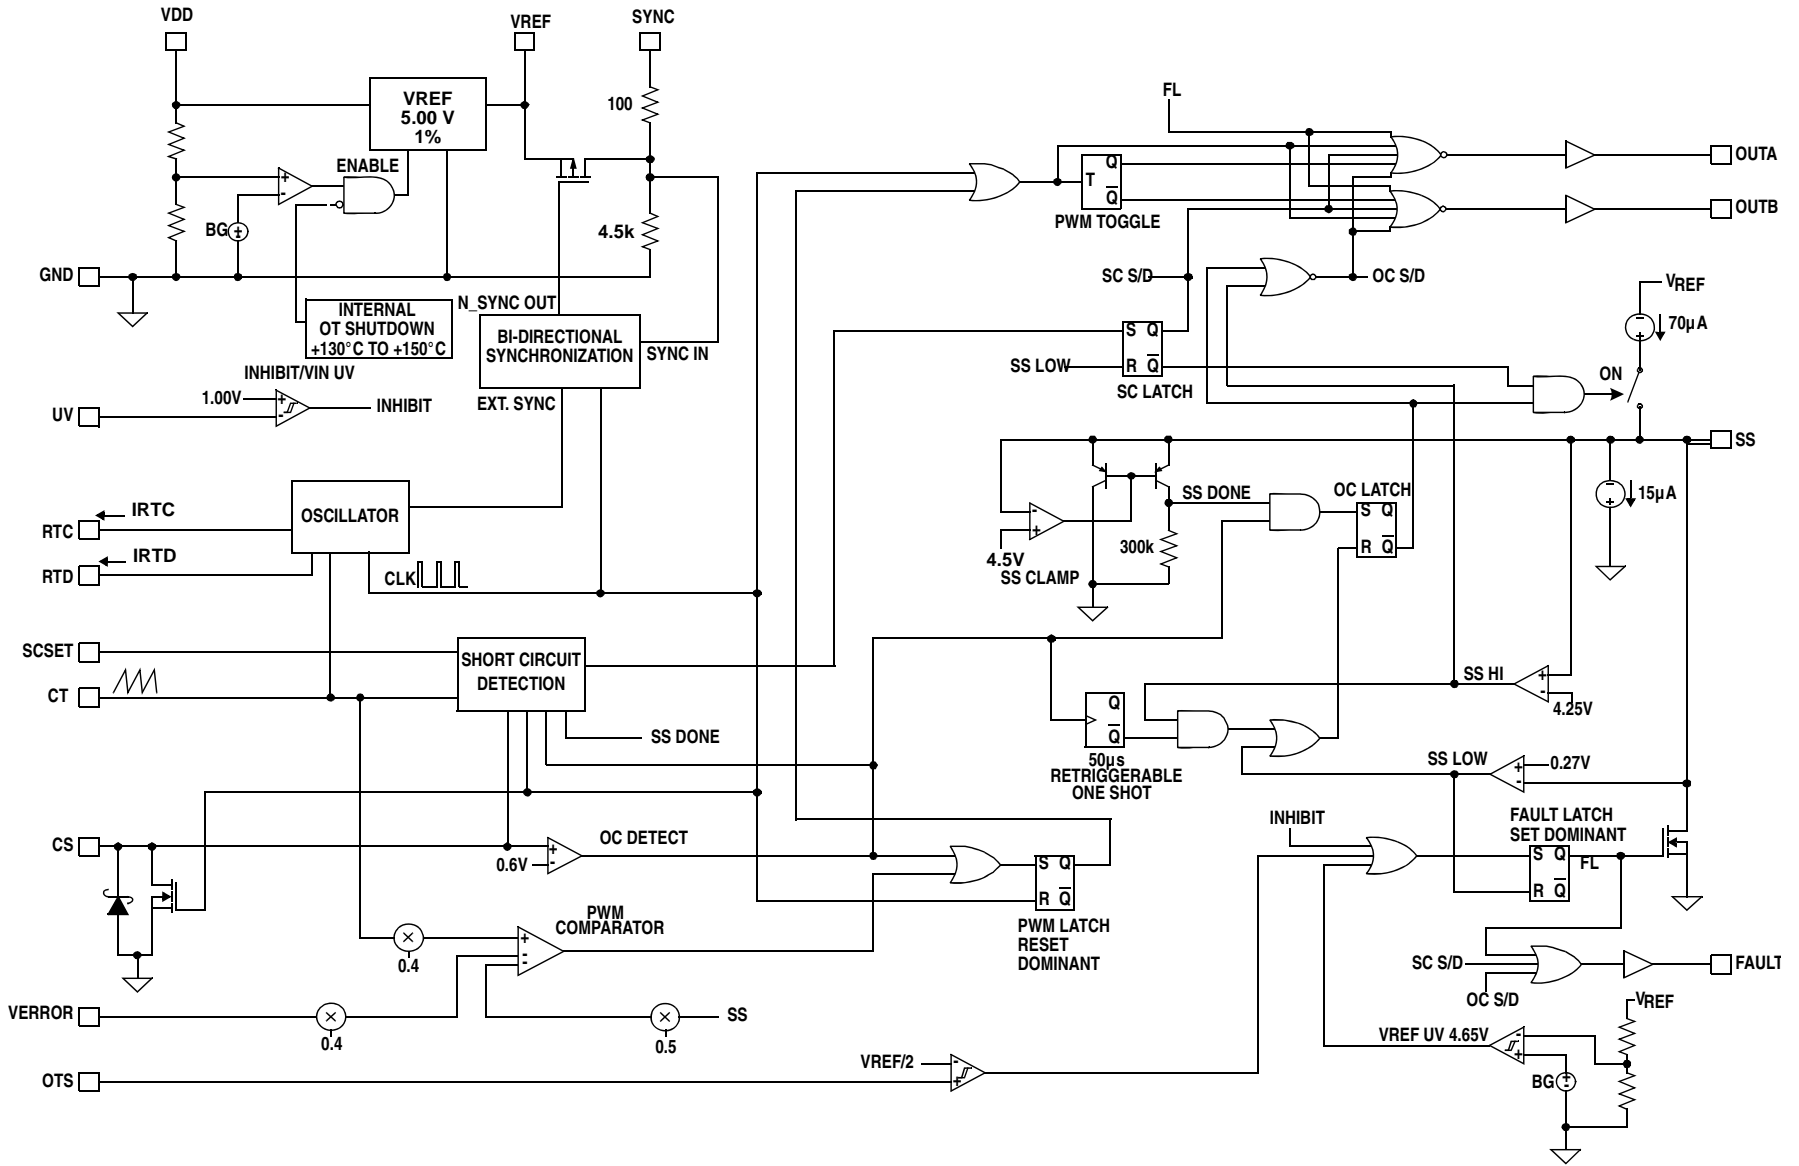 VDD
VREF
SYNC
VREF
5.00 V
1%
100
ENABLE
+
-
BG
4.5k
GND
INTERNAL
OT SHUTDOWN
+130°C TO +150°C
N_SYNC OUT
BI-DIRECTIONAL
SYNCHRONIZATION
SYNC IN
EXT. SYNC
INHIBIT/VIN UV
1.00V
+
-
INHIBIT
UV
IRTC
RTC
IRTD
RTD
OSCILLATOR
CLK
SCSET
CT
SHORT CIRCUIT
DETECTION
SS DONE
CS
OC DETECT
0.6V
+
-
PWM
COMPARATOR
+
-
-
0.4
VERROR
0.4
0.5
SS
OTS
VREF/2
-
+
FL
T
Q
Q
PWM TOGGLE
OUTA
OUTB
SC S/D
OC S/D
S Q
R Q
SS LOW
SC LATCH
VREF
70µA
ON
SS
15µA
SS DONE
OC LATCH
S Q
R Q
-
+
4.5V
SS CLAMP
300k
SS HI
+
-
4.25V
Q
Q
50µs
RETRIGGERABLE
ONE SHOT
SS LOW
+
-
0.27V
INHIBIT
FAULT LATCH
SET DOMINANT
S Q
R Q
FL
S Q
R Q
PWM LATCH
RESET
DOMINANT
SC S/D
OC S/D
FAULT
VREF
VREF UV 4.65V
-
+
BG